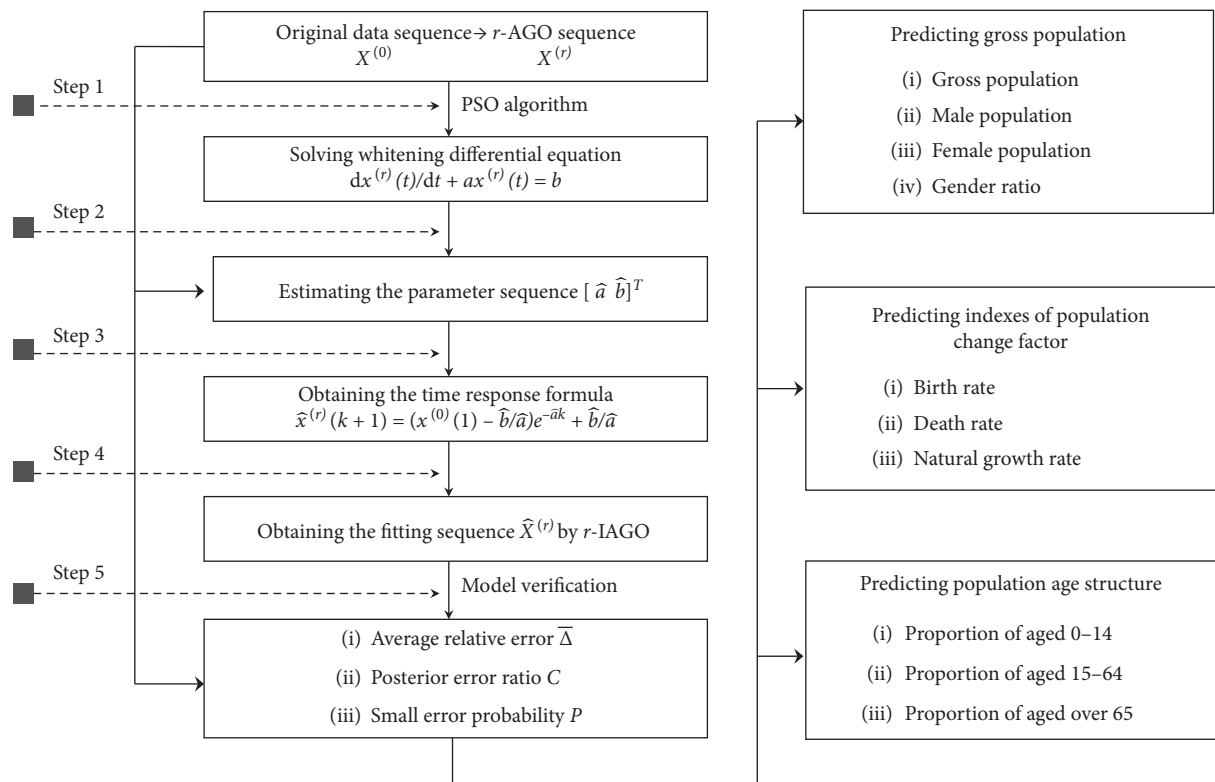 Original data sequence→ r-AGO sequence
X^(0) X^(r)
Step 1
PSO algorithm
Solving whitening differential equation
dx^(r)(t)/dt + ax^(r)(t) = b
Step 2
Estimating the parameter sequence [ â b̂]^T
Step 3
Obtaining the time response formula
x̂^(r)(k + 1) = (x^(0)(1) – b̂/â)e^–âk + b̂/â
Step 4
Obtaining the fitting sequence X̂^(r) by r-IAGO
Step 5
Model verification
(i) Average relative error Δ̅
(ii) Posterior error ratio C
(iii) Small error probability P
Predicting gross population
(i) Gross population
(ii) Male population
(iii) Female population
(iv) Gender ratio
Predicting indexes of population
change factor
(i) Birth rate
(ii) Death rate
(iii) Natural growth rate
Predicting population age structure
(i) Proportion of aged 0–14
(ii) Proportion of aged 15–64
(iii) Proportion of aged over 65